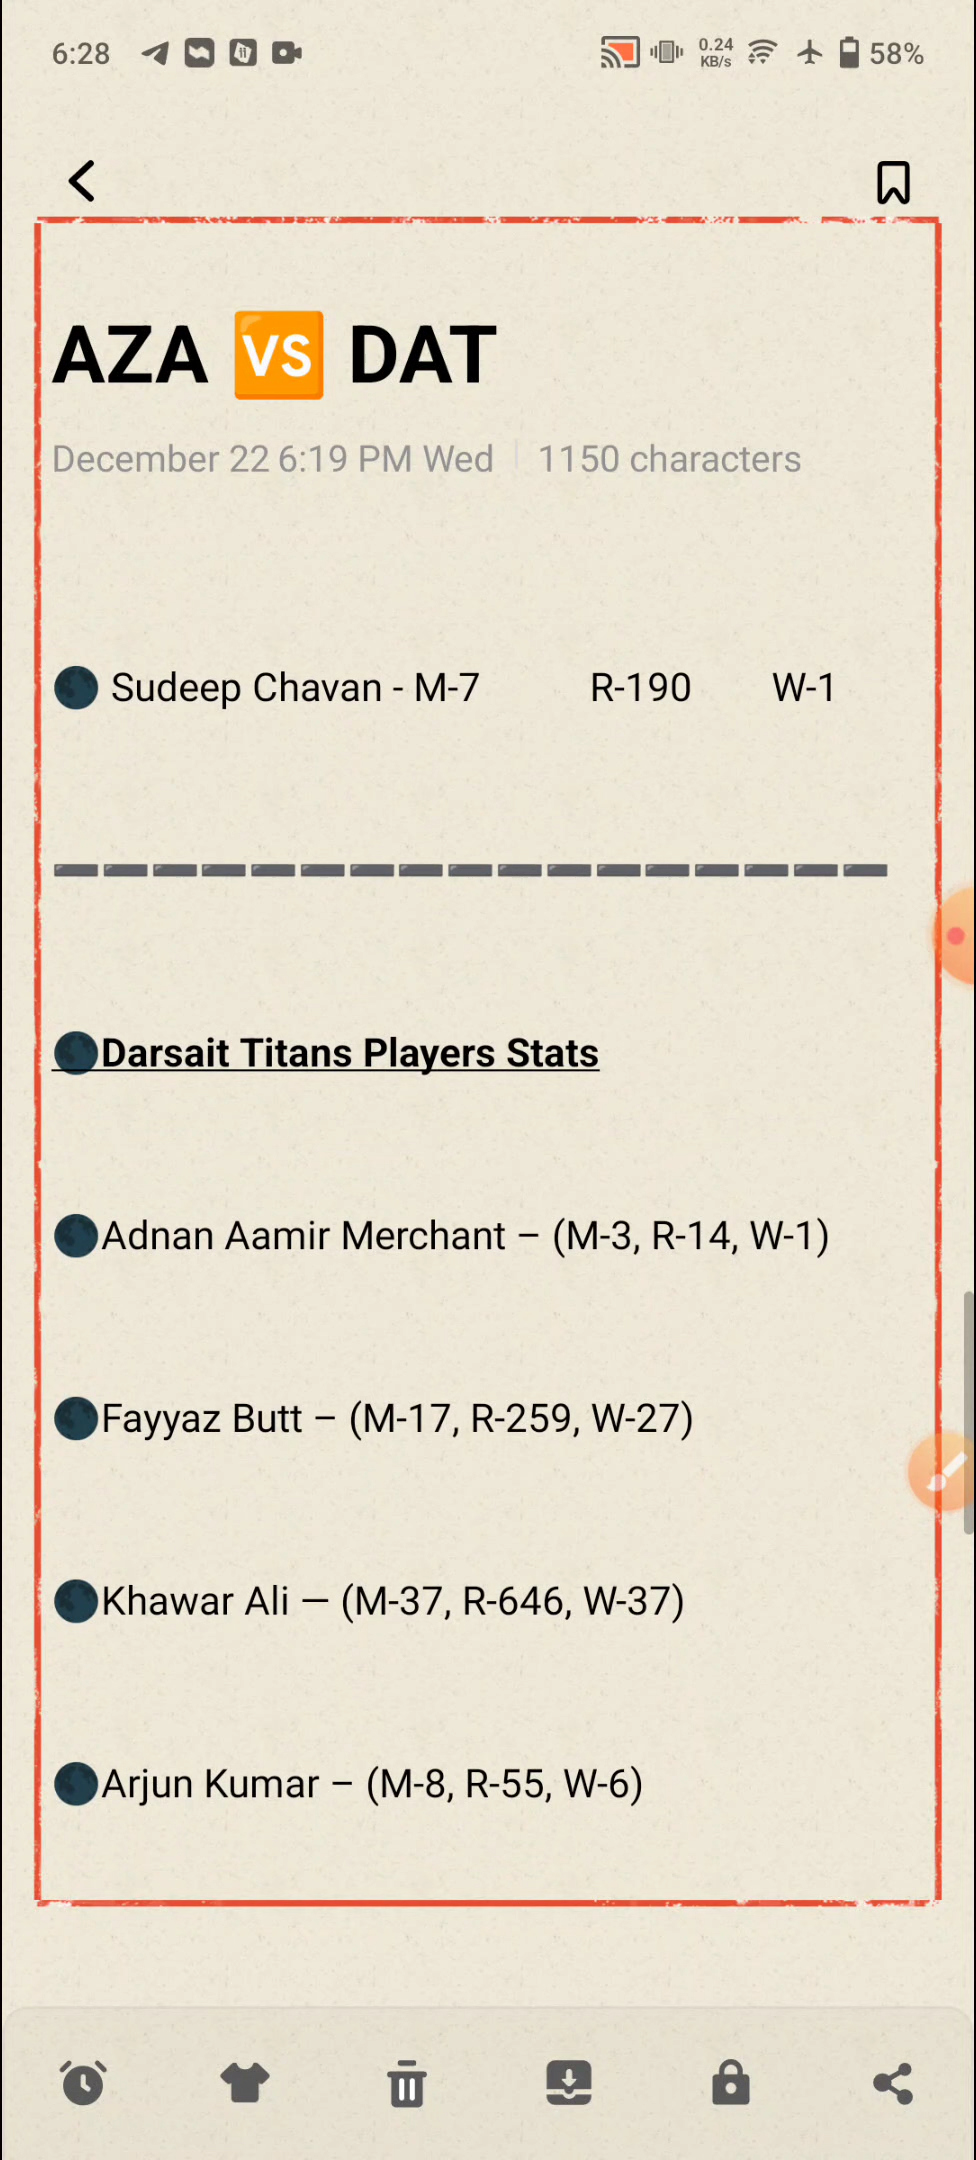 6:28 0.24 KB/s 58%
AZA VS DAT
December 22 6:19 PM Wed | 1150 characters
Sudeep Chavan - M-7 R-190 W-1
Darsait Titans Players Stats
Adnan Aamir Merchant – (M-3, R-14, W-1)
Fayyaz Butt – (M-17, R-259, W-27)
Khawar Ali — (M-37, R-646, W-37)
Arjun Kumar – (M-8, R-55, W-6)